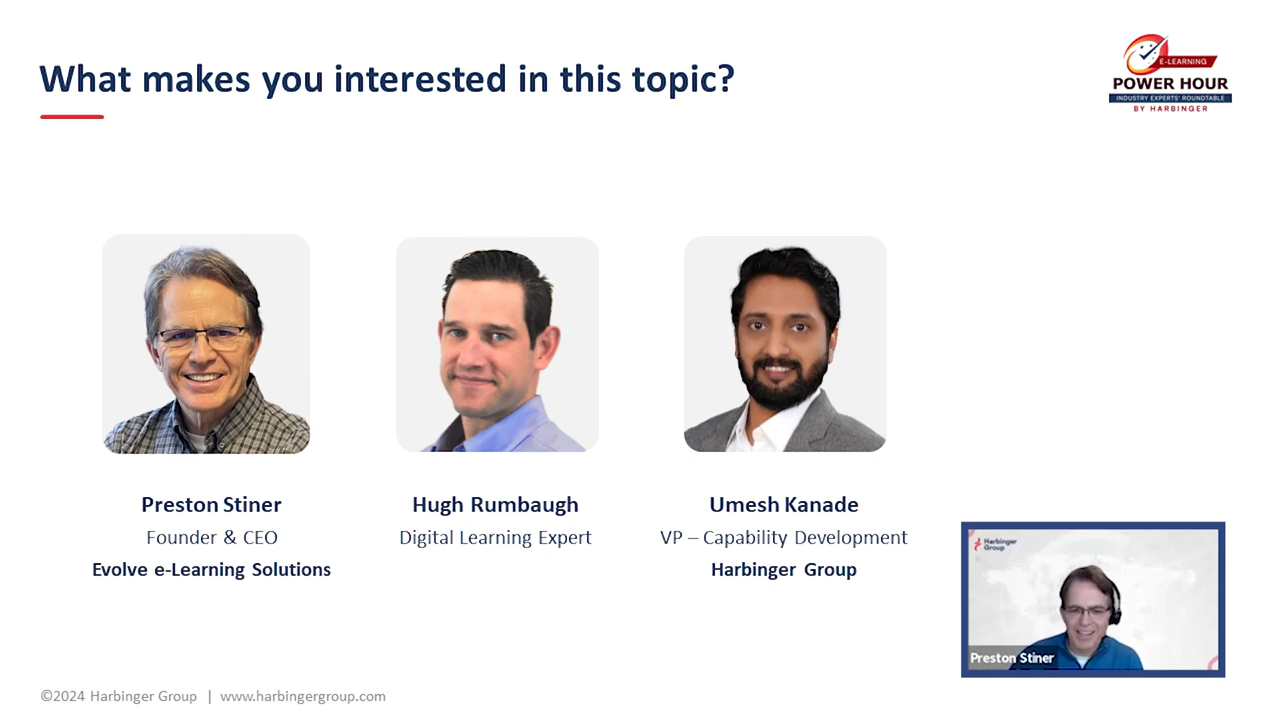 What makes you interested in this topic?
E-LEARNING
POWER HOUR
INDUSTRY EXPERTS' ROUNDTABLE
BY HARBINGER
Preston Stiner
Founder & CEO
Evolve e-Learning Solutions
Hugh Rumbaugh
Digital Learning Expert
Umesh Kanade
VP – Capability Development
Harbinger Group
Harbinger
Group
Preston Stiner
©2024 Harbinger Group | www.harbingergroup.com